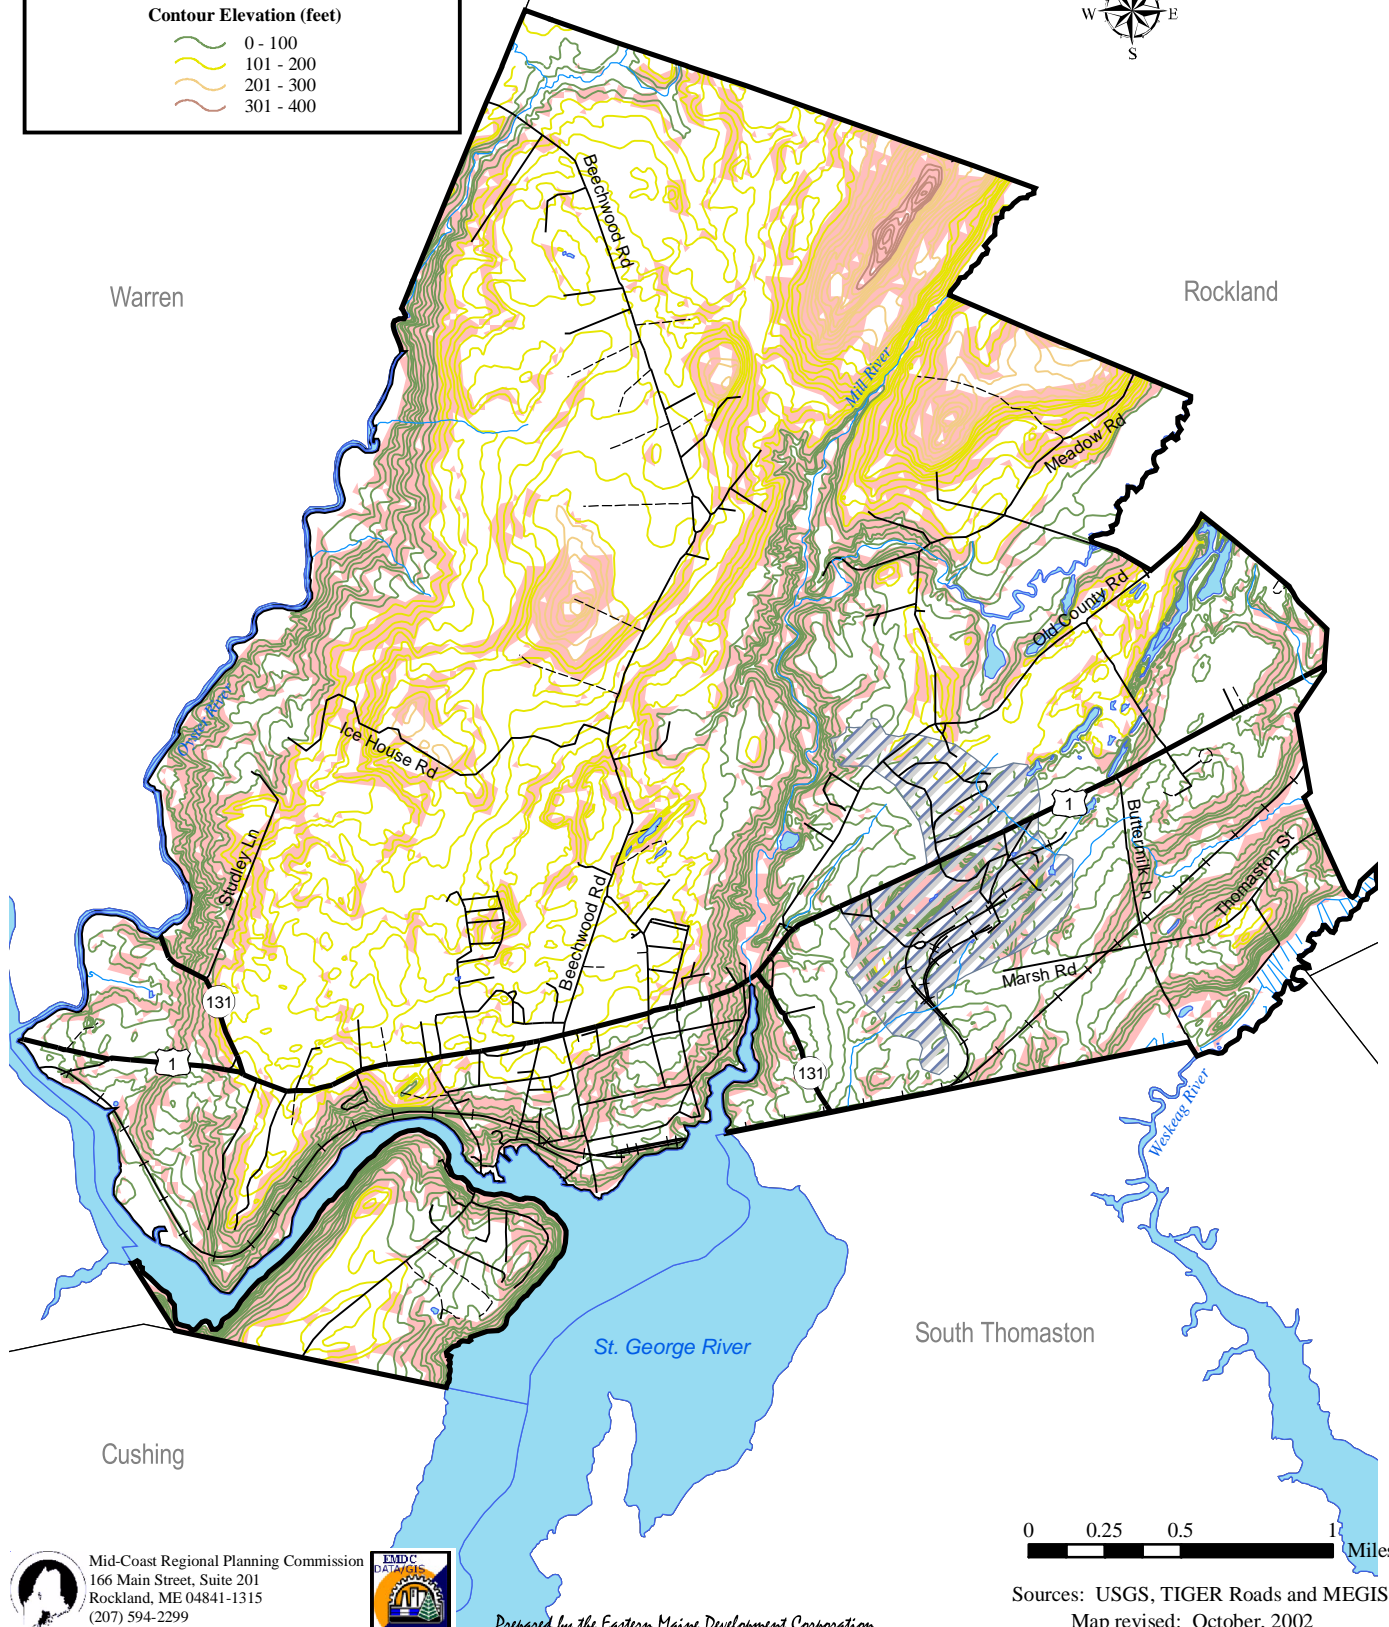 Contour Elevation (feet)
0 - 100
101 - 200
201 - 300
301 - 400
W
E
S
Beechwood Rd
Warren
Rockland
Mill River
Meadow Rd
Old County Rd
Oyster River
Ice House Rd
1
Buttermilk Ln
Studley Ln
Thomaston St
Beechwood Rd
Marsh Rd
131
1
131
Weskeag River
St. George River
South Thomaston
Cushing
0 0.25 0.5 1
Miles
Mid-Coast Regional Planning Commission
166 Main Street, Suite 201
Rockland, ME 04841-1315
(207) 594-2299
EMDC
DATA/GIS
Prepared by the Eastern Maine Development Corporation
Sources: USGS, TIGER Roads and MEGIS
Map revised: October, 2002